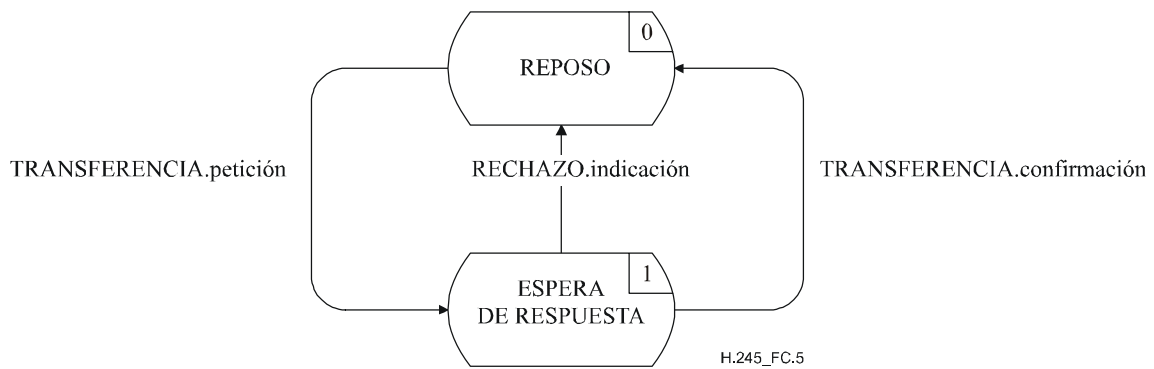 0
REPOSO
TRANSFERENCIA.petición
RECHAZO.indicación
TRANSFERENCIA.confirmación
1
ESPERA
DE RESPUESTA
H.245_FC.5